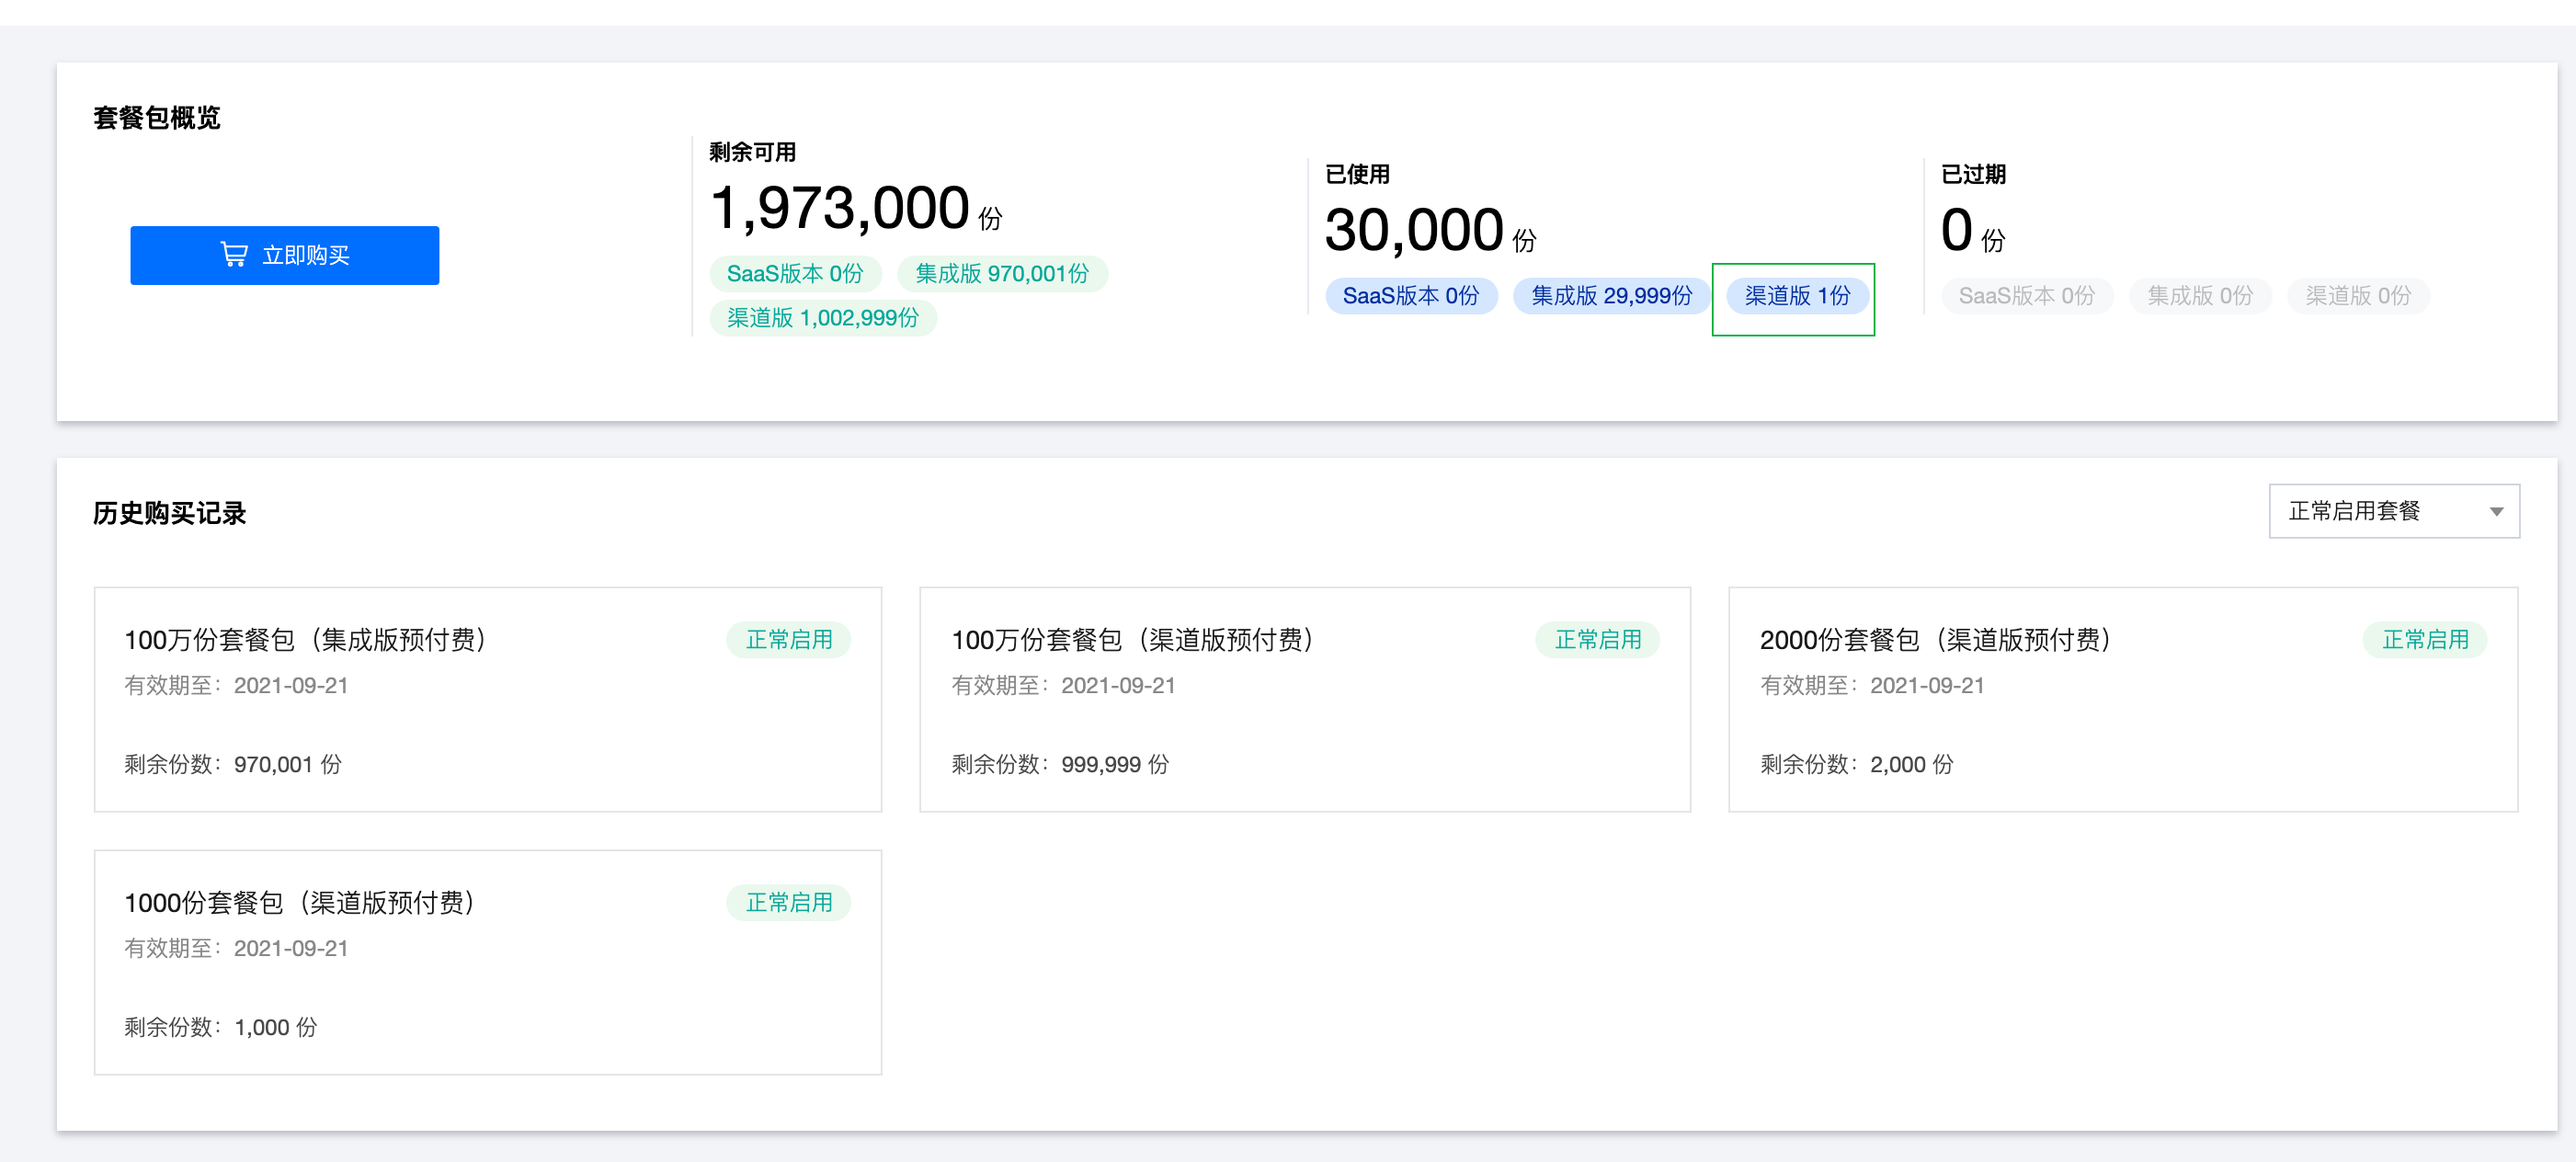 套餐包概览
立即购买
剩余可用
1,973,000 份
SaaS版本 0份 集成版 970,001份
渠道版 1,002,999份
已使用
30,000 份
SaaS版本 0份 集成版 29,999份 渠道版 1份
已过期
0 份
SaaS版本 0份 集成版 0份 渠道版 0份
历史购买记录
正常启用套餐
100万份套餐包（集成版预付费） 正常启用
有效期至：2021-09-21
剩余份数：970,001 份
100万份套餐包（渠道版预付费） 正常启用
有效期至：2021-09-21
剩余份数：999,999 份
2000份套餐包（渠道版预付费） 正常启用
有效期至：2021-09-21
剩余份数：2,000 份
1000份套餐包（渠道版预付费） 正常启用
有效期至：2021-09-21
剩余份数：1,000 份